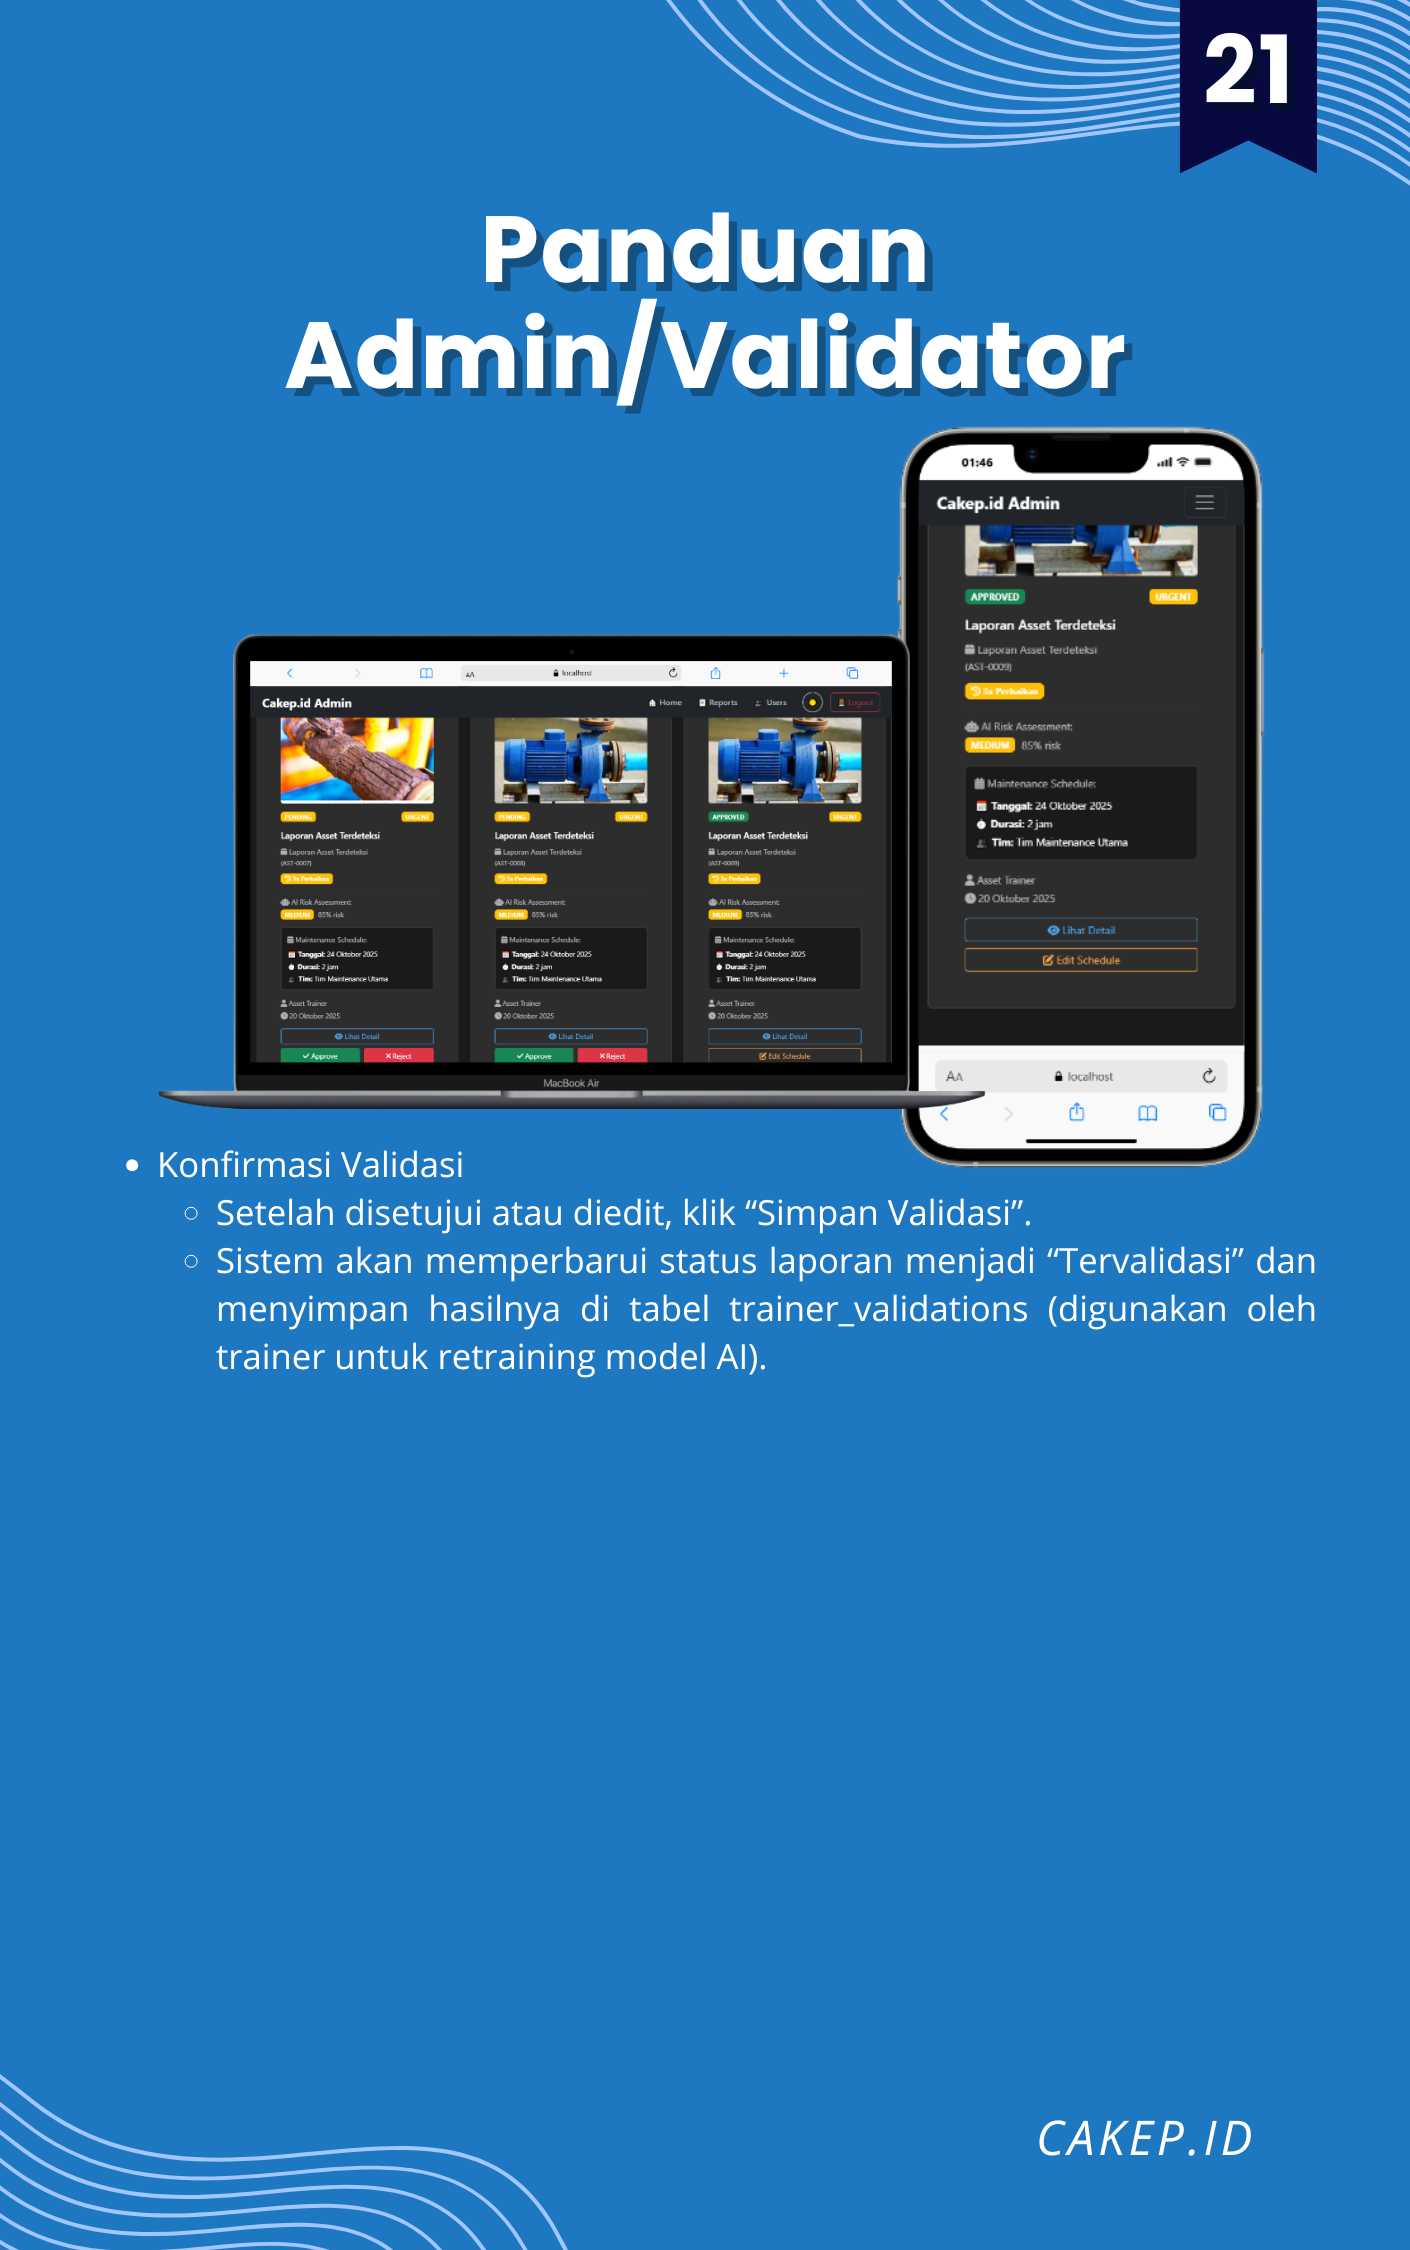 21
Panduan
Admin/Validator
01:46
Cakep.id Admin
APPROVED URGENT
Laporan Asset Terdeteksi
Laporan Asset Terdeteksi
(AST-0009)
Perbaikan
AI Risk Assessment:
MEDIUM 85% risk
Maintenance Schedule:
Tanggal: 24 Oktober 2025
Durasi: 2 jam
Tim: Tim Maintenance Utama
Asset Trainer
20 Oktober 2025
Lihat Detail
Edit Schedule
AA localhost
AA localhost
Cakep.id Admin Home Reports Users Logout
PENDING URGENT PENDING URGENT APPROVED URGENT
Laporan Asset Terdeteksi Laporan Asset Terdeteksi Laporan Asset Terdeteksi
Laporan Asset Terdeteksi Laporan Asset Terdeteksi Laporan Asset Terdeteksi
(AST-0007) (AST-0008) (AST-0009)
Perbaikan Perbaikan Perbaikan
AI Risk Assessment: AI Risk Assessment: AI Risk Assessment:
MEDIUM 85% risk MEDIUM 85% risk MEDIUM 85% risk
Maintenance Schedule: Maintenance Schedule: Maintenance Schedule:
Tanggal: 24 Oktober 2025 Tanggal: 24 Oktober 2025 Tanggal: 24 Oktober 2025
Durasi: 2 jam Durasi: 2 jam Durasi: 2 jam
Tim: Tim Maintenance Utama Tim: Tim Maintenance Utama Tim: Tim Maintenance Utama
Asset Trainer Asset Trainer Asset Trainer
20 Oktober 2025 20 Oktober 2025 20 Oktober 2025
Lihat Detail Lihat Detail Lihat Detail
Approve Reject Approve Reject Edit Schedule
MacBook Air
• Konfirmasi Validasi
◦ Setelah disetujui atau diedit, klik “Simpan Validasi”.
◦ Sistem akan memperbarui status laporan menjadi “Tervalidasi” dan
menyimpan hasilnya di tabel trainer_validations (digunakan oleh
trainer untuk retraining model AI).
CAKEP.ID